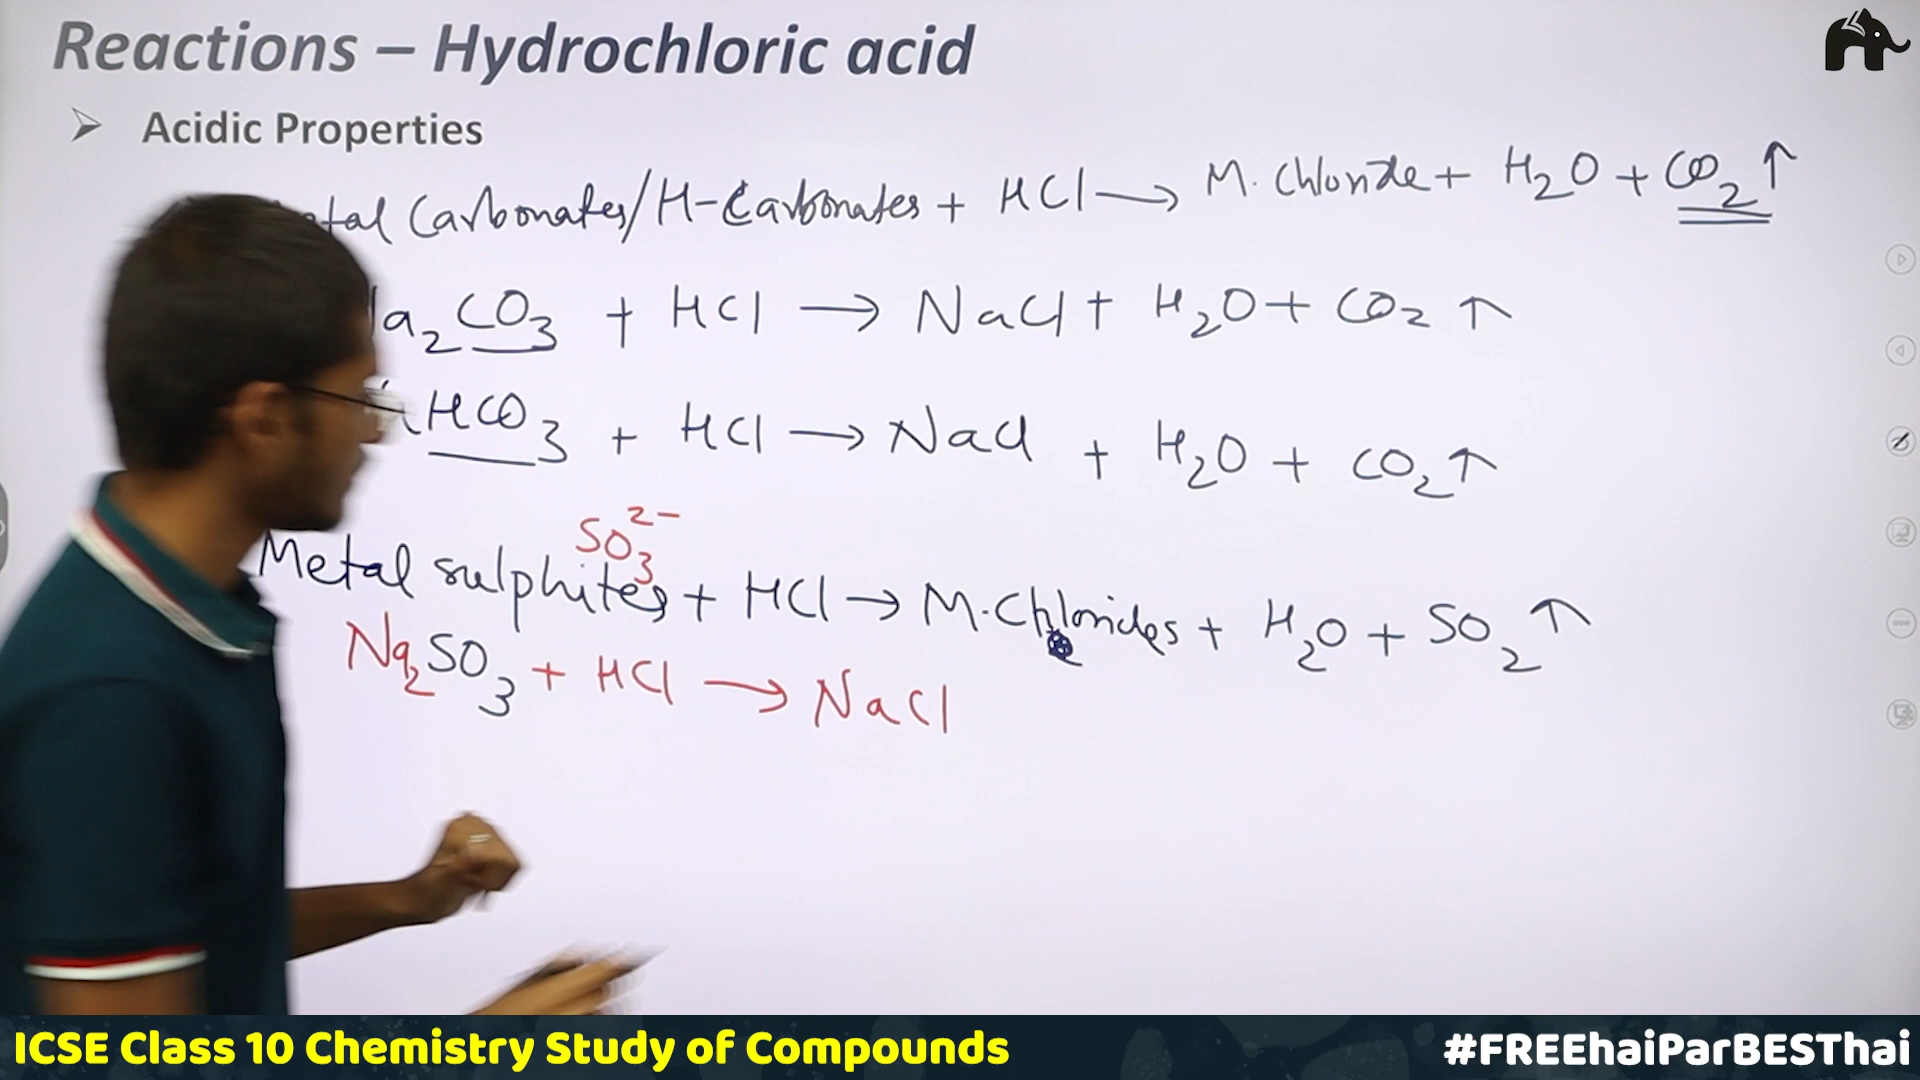 Reactions – Hydrochloric acid
➢ Acidic Properties
tal Carbonates/H-Carbonates + HCl → M. Chloride + H₂O + CO₂ ↑
a₂CO₃ + HCl → NaCl + H₂O + CO₂ ↑
HCO₃ + HCl → NaCl + H₂O + CO₂ ↑
SO₃²⁻
Metal sulphites + HCl → M. Chlorides + H₂O + SO₂ ↑
Na₂SO₃ + HCl → NaCl
ICSE Class 10 Chemistry Study of Compounds
#FREEhaiParBESThai